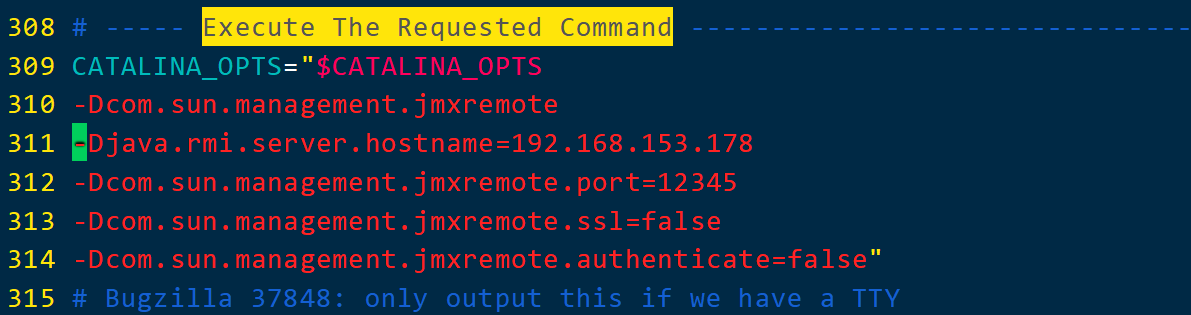 308 # ----- Execute The Requested Command -------------------------------
309 CATALINA_OPTS="$CATALINA_OPTS
310 -Dcom.sun.management.jmxremote
311 -Djava.rmi.server.hostname=192.168.153.178
312 -Dcom.sun.management.jmxremote.port=12345
313 -Dcom.sun.management.jmxremote.ssl=false
314 -Dcom.sun.management.jmxremote.authenticate=false"
315 # Bugzilla 37848: only output this if we have a TTY